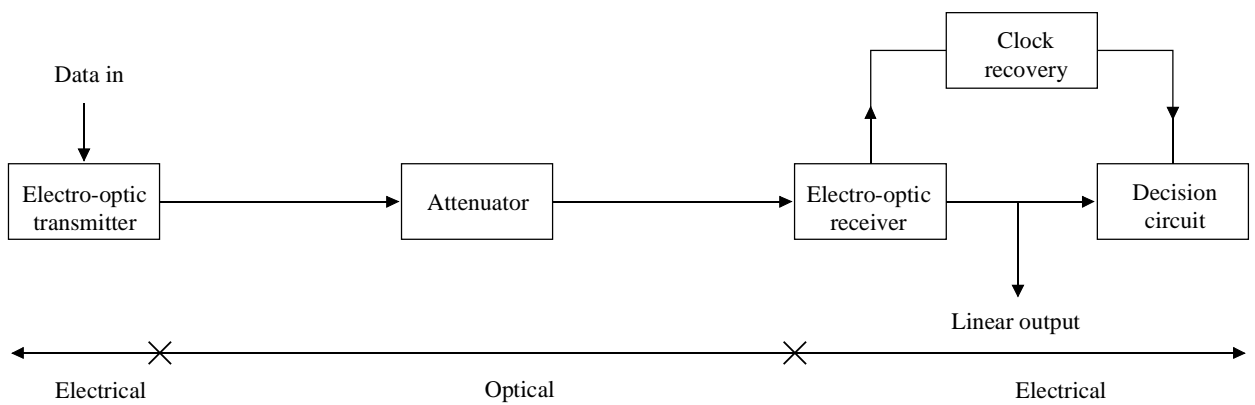 Clock
recovery
Data in
Electro-optic
transmitter
Attenuator
Electro-optic
receiver
Decision
circuit
Linear output
Electrical
Optical
Electrical